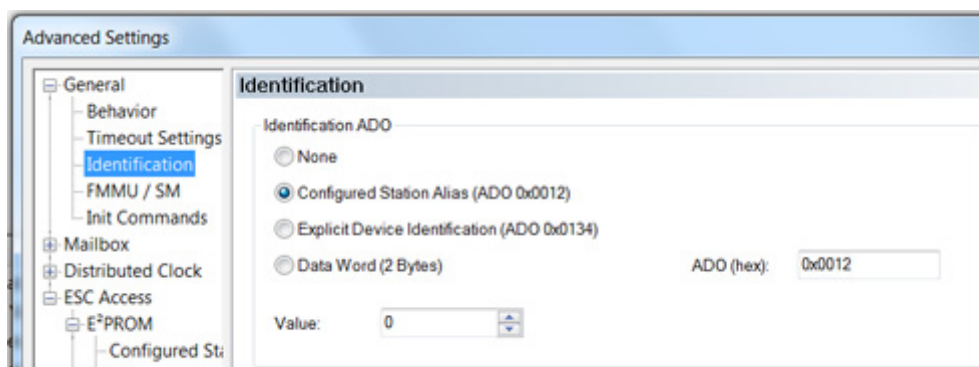 Advanced Settings
General
Behavior
Timeout Settings
Identification
FMMU / SM
Init Commands
Mailbox
Distributed Clock
ESC Access
E²PROM
Configured Sta
Identification
Identification ADO
None
Configured Station Alias (ADO 0x0012)
Explicit Device Identification (ADO 0x0134)
Data Word (2 Bytes) ADO (hex): 0x0012
Value: 0